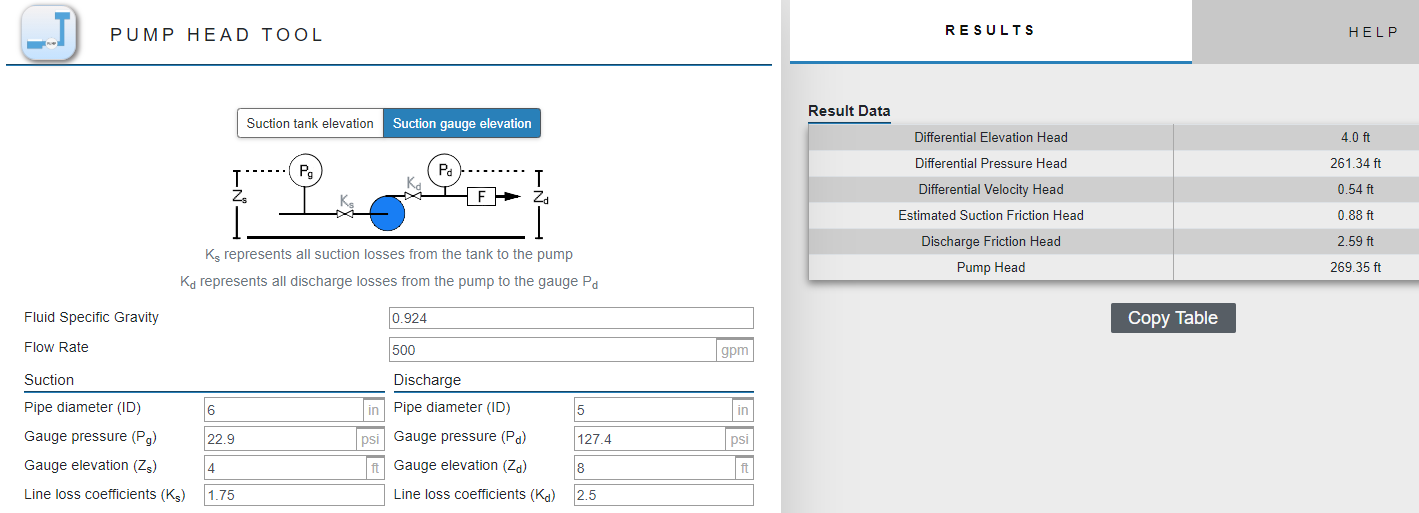 PUMP HEAD TOOL
Suction tank elevation Suction gauge elevation
Pg Pd
Ks Kd F
Zs Zd
Ks represents all suction losses from the tank to the pump
Kd represents all discharge losses from the pump to the gauge Pd
Fluid Specific Gravity 0.924
Flow Rate 500 gpm
Suction Discharge
Pipe diameter (ID) 6 in Pipe diameter (ID) 5 in
Gauge pressure (Pg) 22.9 psi Gauge pressure (Pd) 127.4 psi
Gauge elevation (Zs) 4 ft Gauge elevation (Zd) 8 ft
Line loss coefficients (Ks) 1.75 Line loss coefficients (Kd) 2.5
RESULTS HELP
Result Data
Differential Elevation Head 4.0 ft
Differential Pressure Head 261.34 ft
Differential Velocity Head 0.54 ft
Estimated Suction Friction Head 0.88 ft
Discharge Friction Head 2.59 ft
Pump Head 269.35 ft
Copy Table